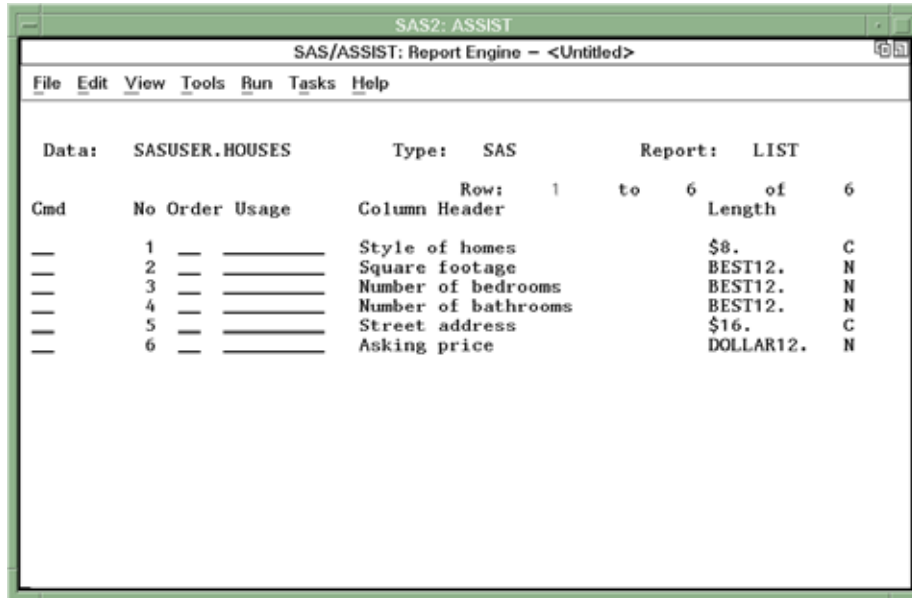 SAS2: ASSIST
SAS/ASSIST: Report Engine – <Untitled>
File Edit View Tools Run Tasks Help
Data: SASUSER.HOUSES Type: SAS Report: LIST
Row: 1 to 6 of 6
Cmd No Order Usage Column Header Length
1 Style of homes $8. C
2 Square footage BEST12. N
3 Number of bedrooms BEST12. N
4 Number of bathrooms BEST12. N
5 Street address $16. C
6 Asking price DOLLAR12. N